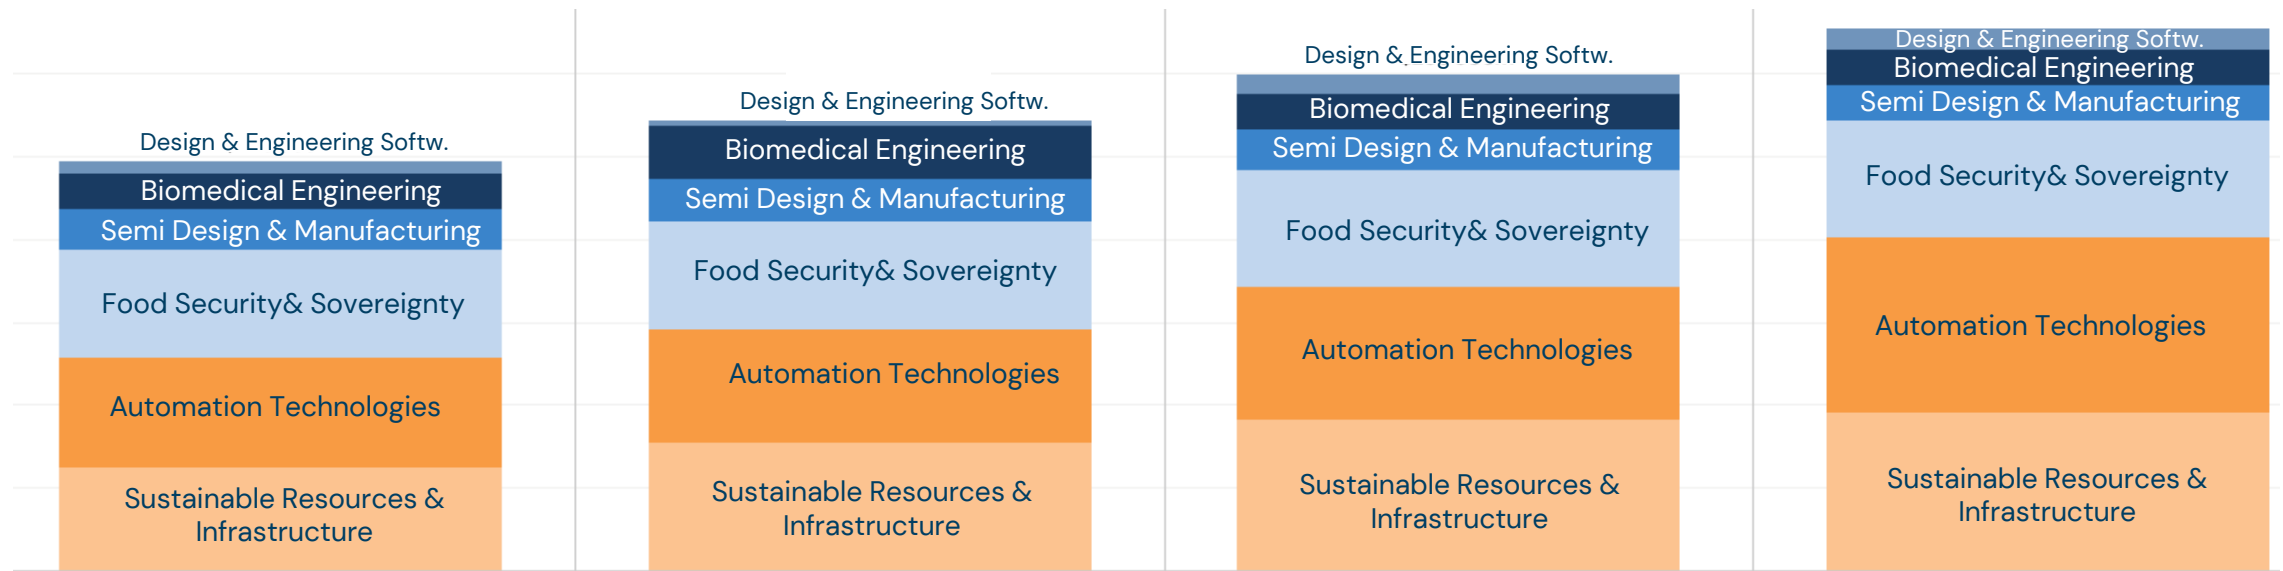 Design & Engineering Softw.
Biomedical Engineering
Semi Design & Manufacturing
Food Security& Sovereignty
Automation Technologies
Sustainable Resources &
Infrastructure
Design & Engineering Softw.
Biomedical Engineering
Semi Design & Manufacturing
Food Security& Sovereignty
Automation Technologies
Sustainable Resources &
Infrastructure
Design & Engineering Softw.
Biomedical Engineering
Semi Design & Manufacturing
Food Security& Sovereignty
Automation Technologies
Sustainable Resources &
Infrastructure
Design & Engineering Softw.
Biomedical Engineering
Semi Design & Manufacturing
Food Security& Sovereignty
Automation Technologies
Sustainable Resources &
Infrastructure